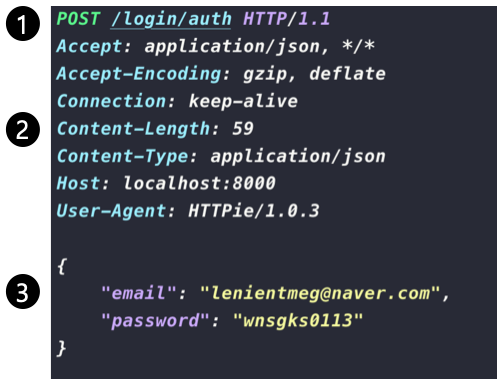 1 POST /login/auth HTTP/1.1
Accept: application/json, */*
Accept-Encoding: gzip, deflate
Connection: keep-alive
2 Content-Length: 59
Content-Type: application/json
Host: localhost:8000
User-Agent: HTTPie/1.0.3
{
3 "email": "lenientmeg@naver.com",
"password": "wnsgks0113"
}